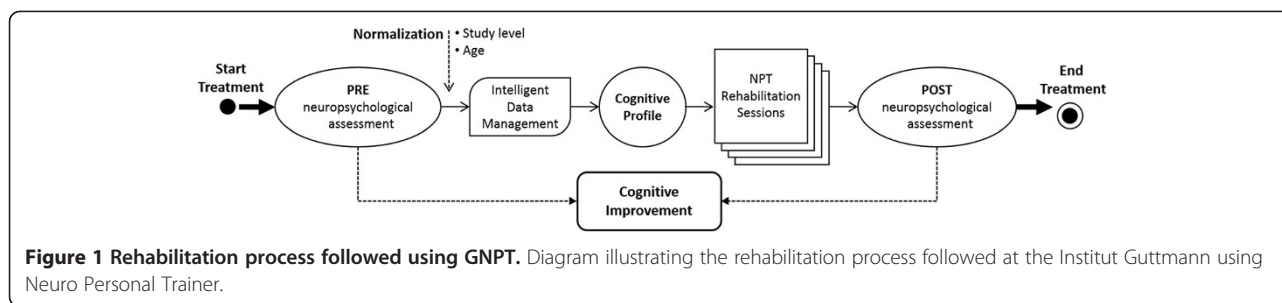 Normalization
• Study level
• Age
Start
Treatment
PRE
neuropsychological
assessment
Intelligent
Data
Management
Cognitive
Profile
NPT
Rehabilitation
Sessions
POST
neuropsychological
assessment
End
Treatment
Cognitive
Improvement
Figure 1 Rehabilitation process followed using GNPT. Diagram illustrating the rehabilitation process followed at the Institut Guttmann using
Neuro Personal Trainer.